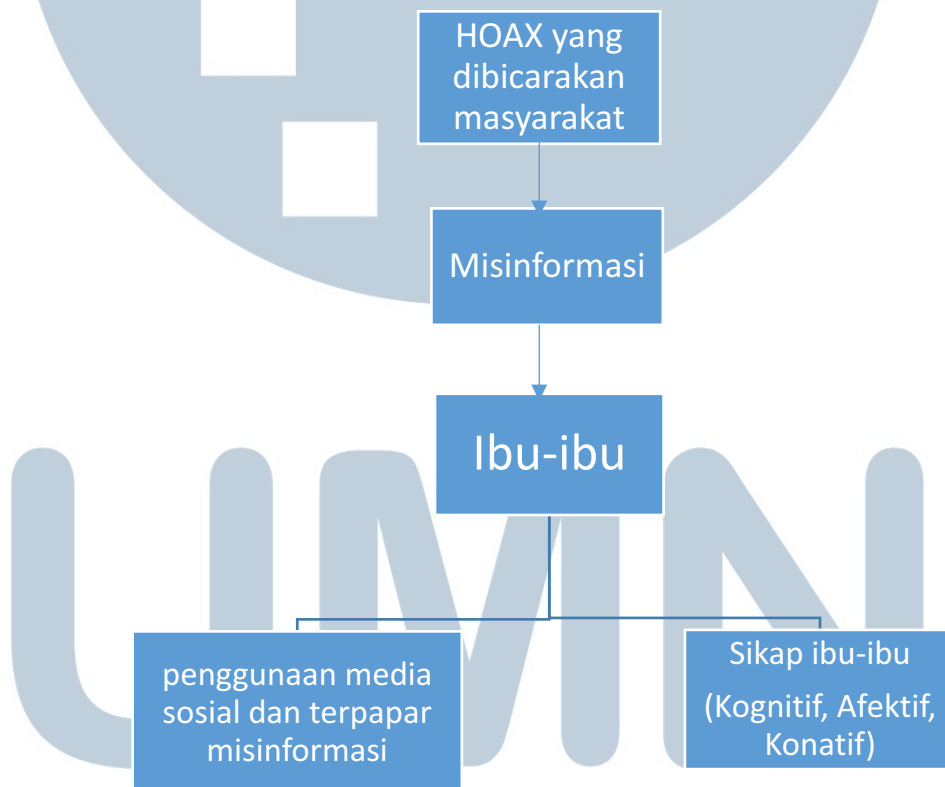 HOAX yang
dibicarakan
masyarakat
Misinformasi
Ibu-ibu
UMN
penggunaan media
sosial dan terpapar
misinformasi
Sikap ibu-ibu
(Kognitif, Afektif,
Konatif)